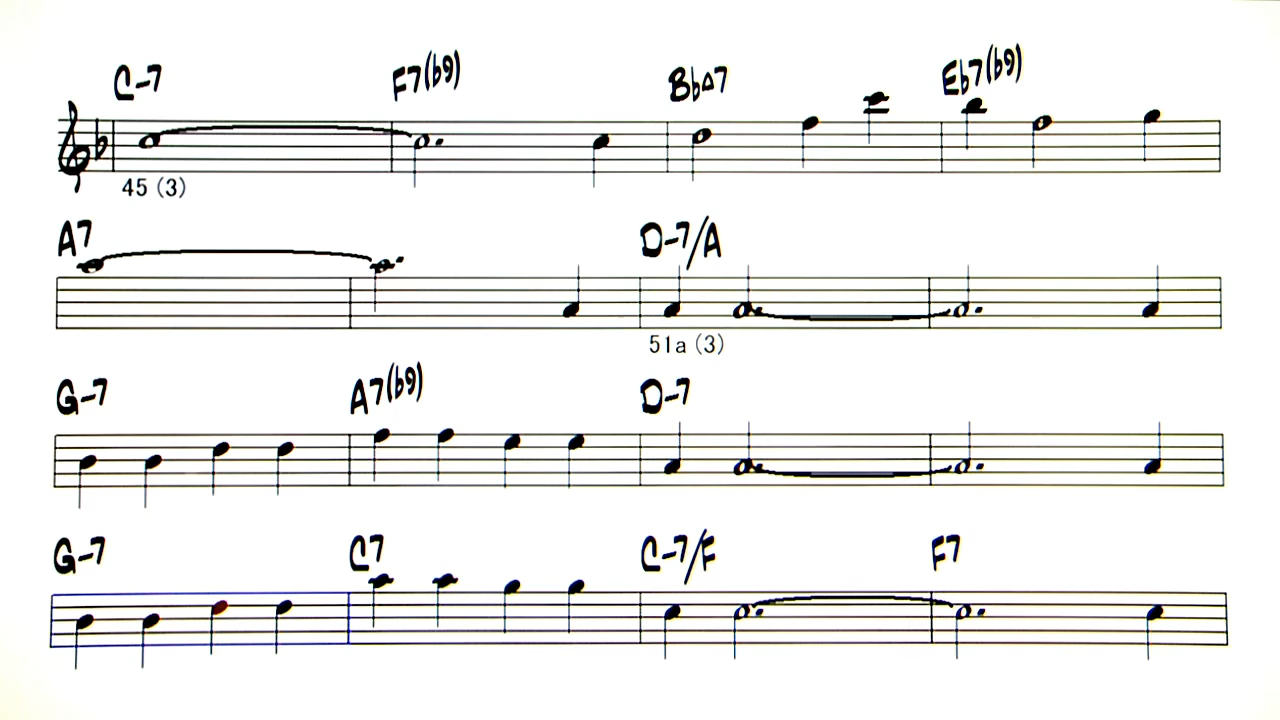 C-7 F7(b9) Bb△7 Eb7(b9)
45 (3)
A7 D-7/A
51a (3)
G-7 A7(b9) D-7
G-7 C7 C-7/F F7